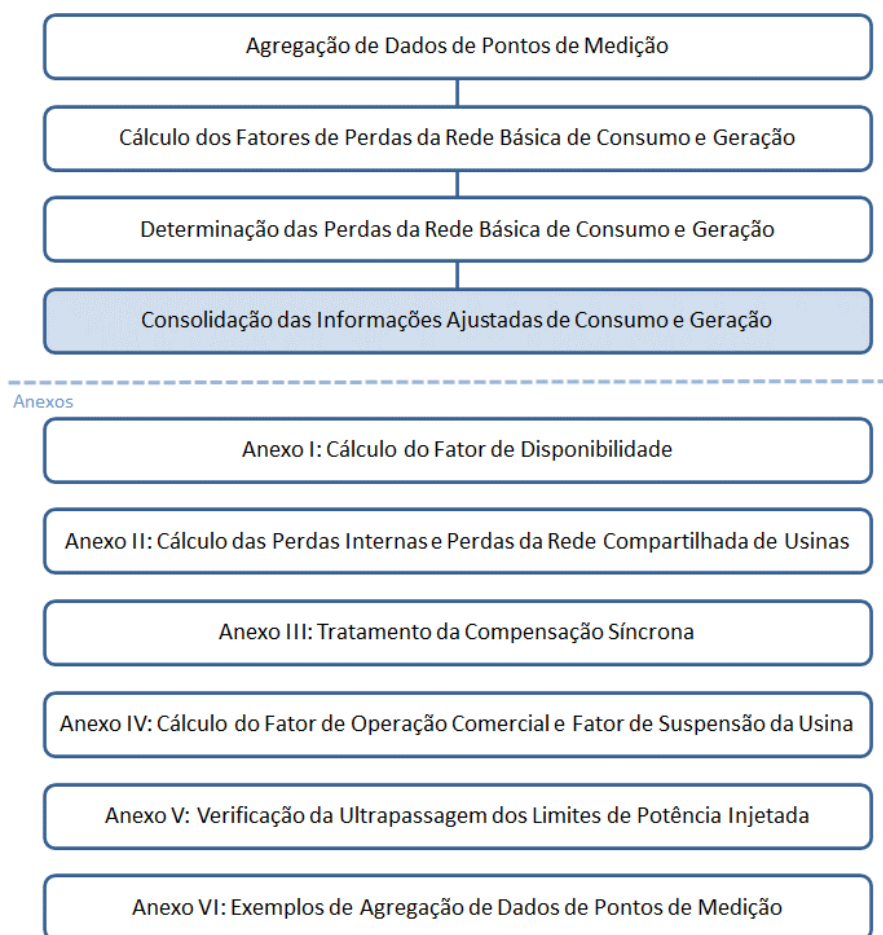 Agregação de Dados de Pontos de Medição
Cálculo dos Fatores de Perdas da Rede Básica de Consumo e Geração
Determinação das Perdas da Rede Básica de Consumo e Geração
Consolidação das Informações Ajustadas de Consumo e Geração
Anexos
Anexo I: Cálculo do Fator de Disponibilidade
Anexo II: Cálculo das Perdas Internas e Perdas da Rede Compartilhada de Usinas
Anexo III: Tratamento da Compensação Síncrona
Anexo IV: Cálculo do Fator de Operação Comercial e Fator de Suspensão da Usina
Anexo V: Verificação da Ultrapassagem dos Limites de Potência Injetada
Anexo VI: Exemplos de Agregação de Dados de Pontos de Medição